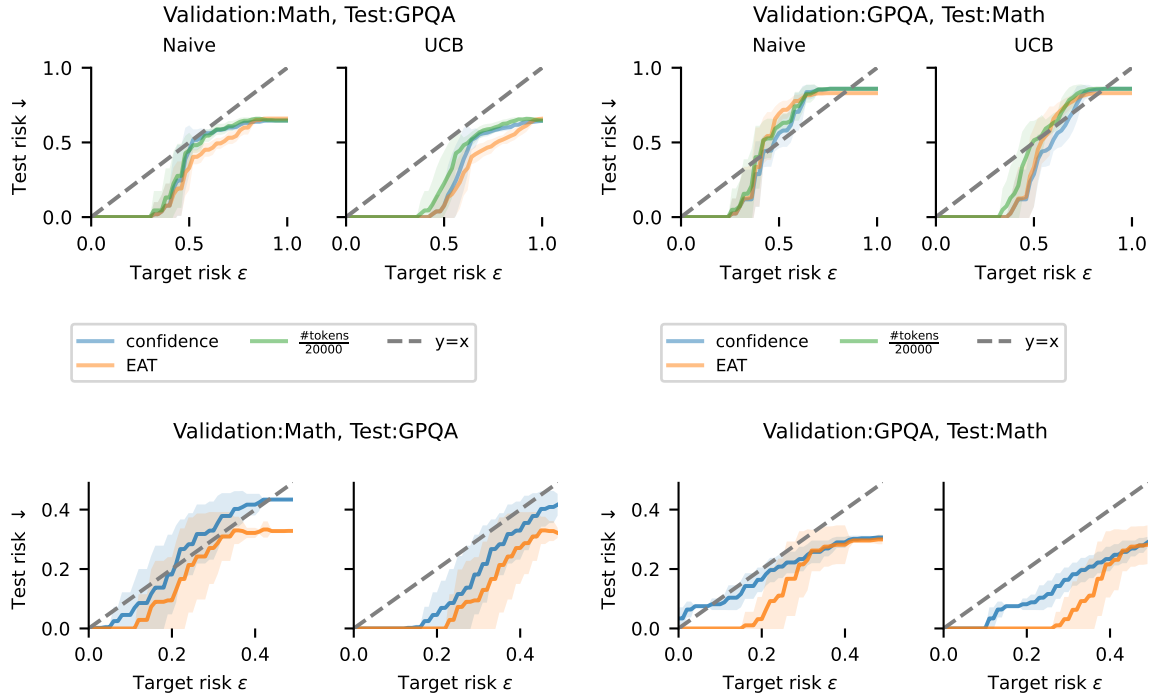 Validation:Math, Test:GPQA
Naive
UCB
1.0
0.5
0.0
Test risk ↓
0.0 0.5 1.0
0.0 0.5 1.0
Target risk ε
Target risk ε
Validation:GPQA, Test:Math
Naive
UCB
1.0
0.5
0.0
Test risk ↓
0.0 0.5 1.0
0.0 0.5 1.0
Target risk ε
Target risk ε
confidence
EAT
#tokens
20000
y=x
confidence
EAT
#tokens
20000
y=x
Validation:Math, Test:GPQA
0.4
0.2
0.0
Test risk ↓
0.0 0.2 0.4
0.0 0.2 0.4
Target risk ε
Target risk ε
Validation:GPQA, Test:Math
0.4
0.2
0.0
Test risk ↓
0.0 0.2 0.4
0.0 0.2 0.4
Target risk ε
Target risk ε